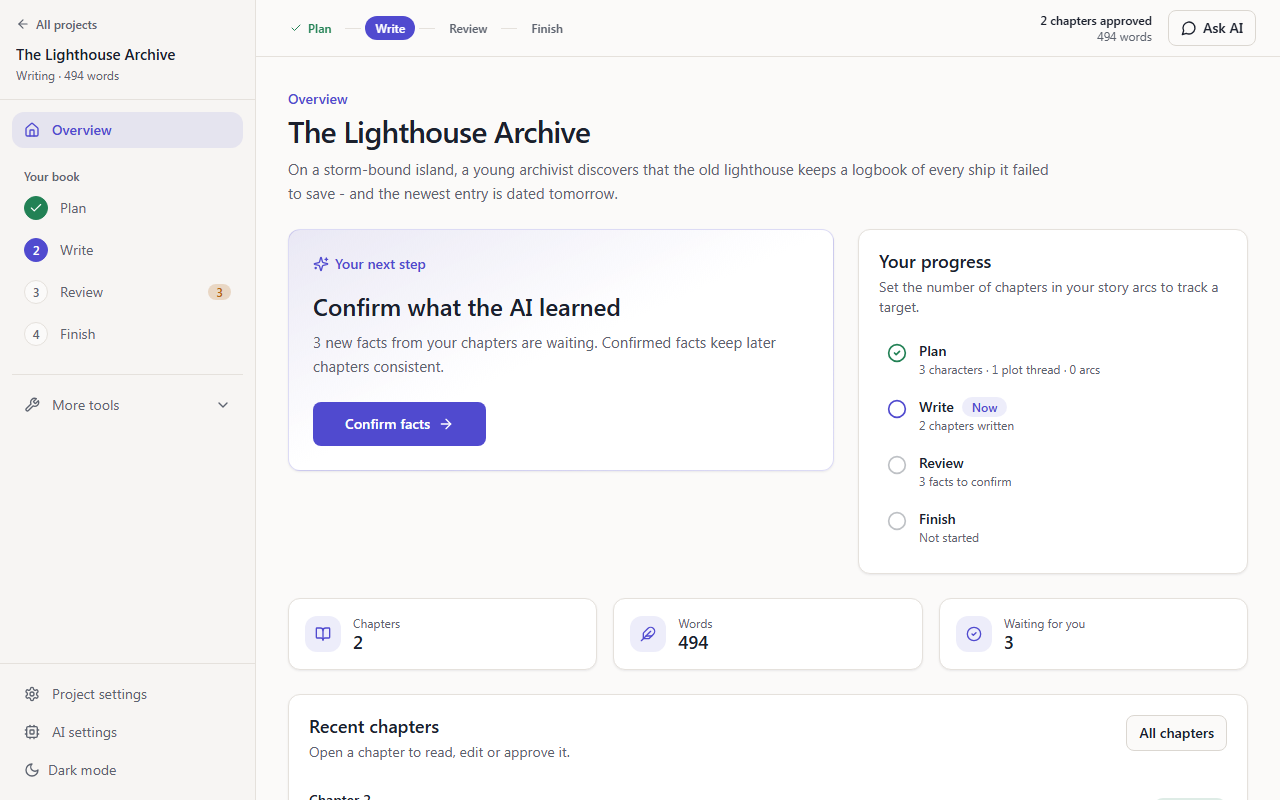 All projects
The Lighthouse Archive
Writing · 494 words
Overview
Your book
Plan
2 Write
3 Review 3
4 Finish
More tools
Project settings
AI settings
Dark mode
Plan Write Review Finish
2 chapters approved
494 words
Ask AI
Overview
The Lighthouse Archive
On a storm-bound island, a young archivist discovers that the old lighthouse keeps a logbook of every ship it failed
to save - and the newest entry is dated tomorrow.
Your next step
Confirm what the AI learned
3 new facts from your chapters are waiting. Confirmed facts keep later
chapters consistent.
Confirm facts
Your progress
Set the number of chapters in your story arcs to track a
target.
Plan
3 characters · 1 plot thread · 0 arcs
Write Now
2 chapters written
Review
3 facts to confirm
Finish
Not started
Chapters
2
Words
494
Waiting for you
3
Recent chapters
Open a chapter to read, edit or approve it.
All chapters
Chapter 2